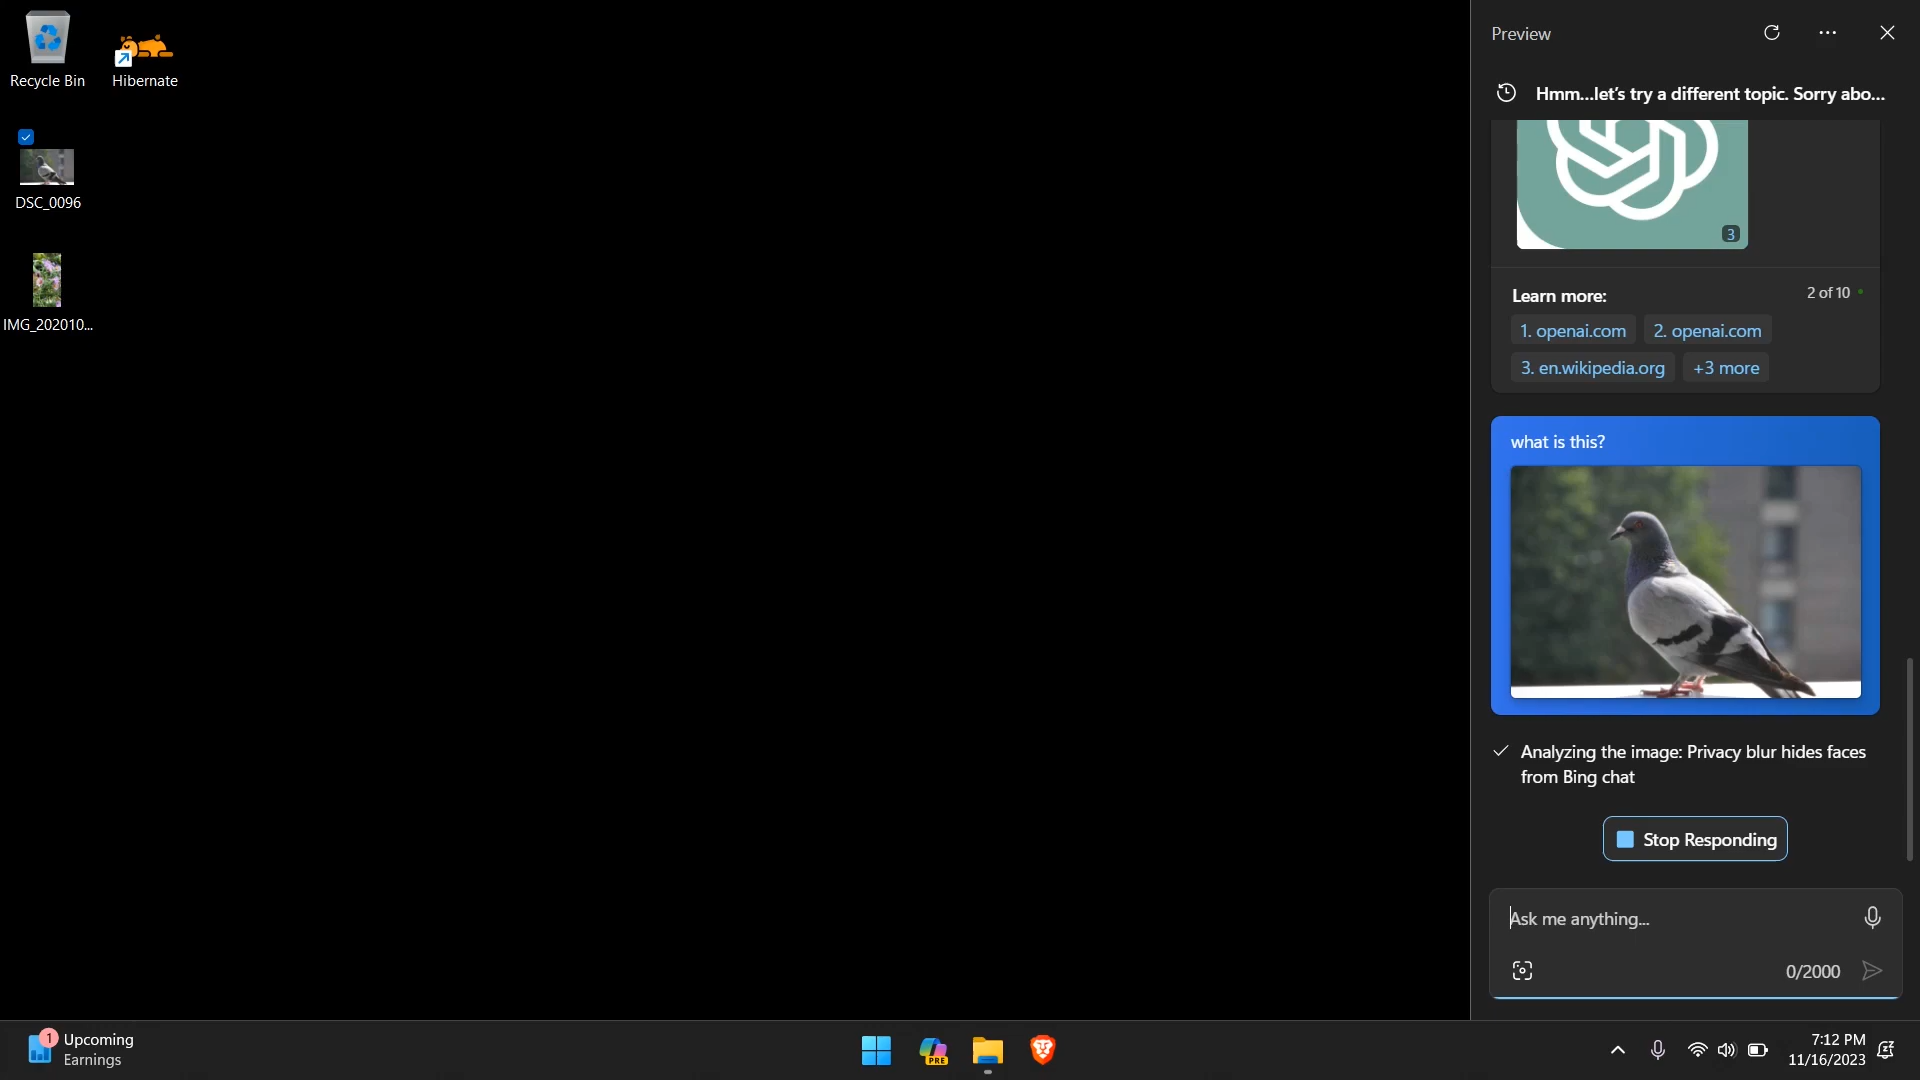 Recycle Bin
Hibernate
DSC_0096
IMG_202010...
Preview
Hmm...let's try a different topic. Sorry abo...
3
Learn more:
2 of 10
1. openai.com
2. openai.com
3. en.wikipedia.org
+3 more
what is this?
Analyzing the image: Privacy blur hides faces
from Bing chat
Stop Responding
Ask me anything...
0/2000
1
Upcoming
Earnings
PRE
7:12 PM
11/16/2023